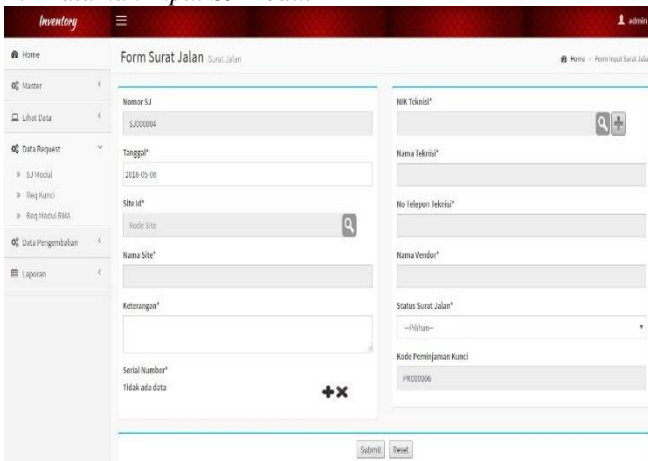 Inventory
admin
Home
Form Surat Jalan Surat Jalan
Home > Form Input Surat Jala
Master
Lihat Data
Data Request
SJ Modul
Req Kunci
Req Modul RMA
Data Pengembalian
Laporan
Nomor SJ
SJ000004
Tanggal*
2016-05-06
Site Id*
Kode Site
Nama Site*
Keterangan*
Serial Number*
Tidak ada data
NIK Teknisi*
Nama Teknisi*
No Telepon Teknisi*
Nama Vendor*
Status Surat Jalan*
--Pilihan--
Kode Peminjaman Kunci
PK000006
Submit
Reset